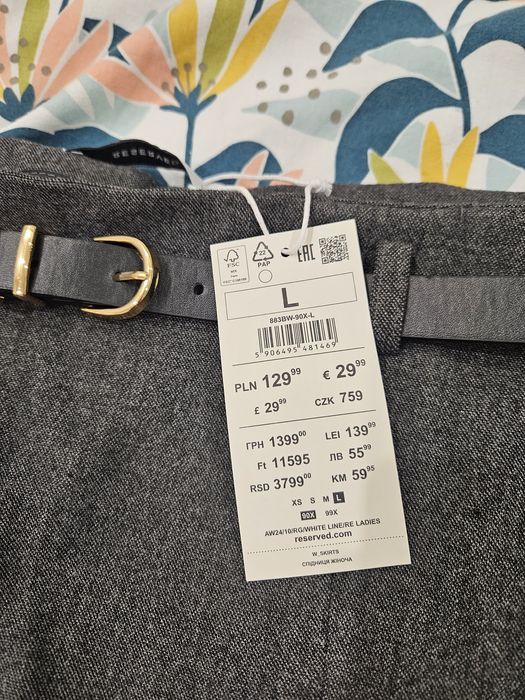 RESERVED
FSC
MIX
22
PAP
EAC
L
883BW-90X-L
5 906495 481469
PLN 129⁹⁹ € 29⁹⁹
£ 29⁹⁹ CZK 759
ГРН 1399⁰⁰ LEI 139⁹⁹
Ft 11595 ЛВ 55⁹⁹
RSD 3799⁰⁰ KM 59⁹⁵
XS S M L
90X 99X
AW24/10/RG/WHITE LINE/RE LADIES
reserved.com
W_SKIRTS
СПІДНИЦЯ ЖІНОЧА